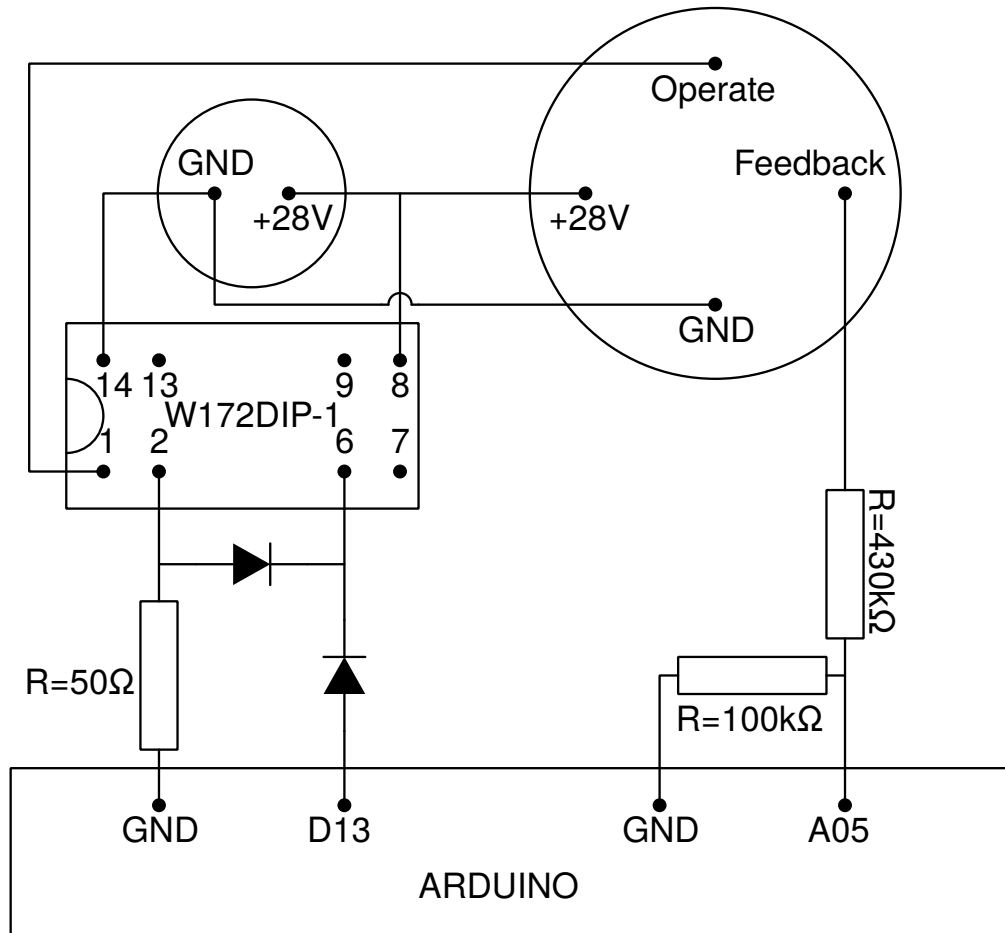 Operate
GND
Feedback
+28V
+28V
GND
14 13 9 8
W172DIP-1
1 2 6 7
R=430kΩ
R=50Ω
R=100kΩ
GND D13 GND A05
ARDUINO